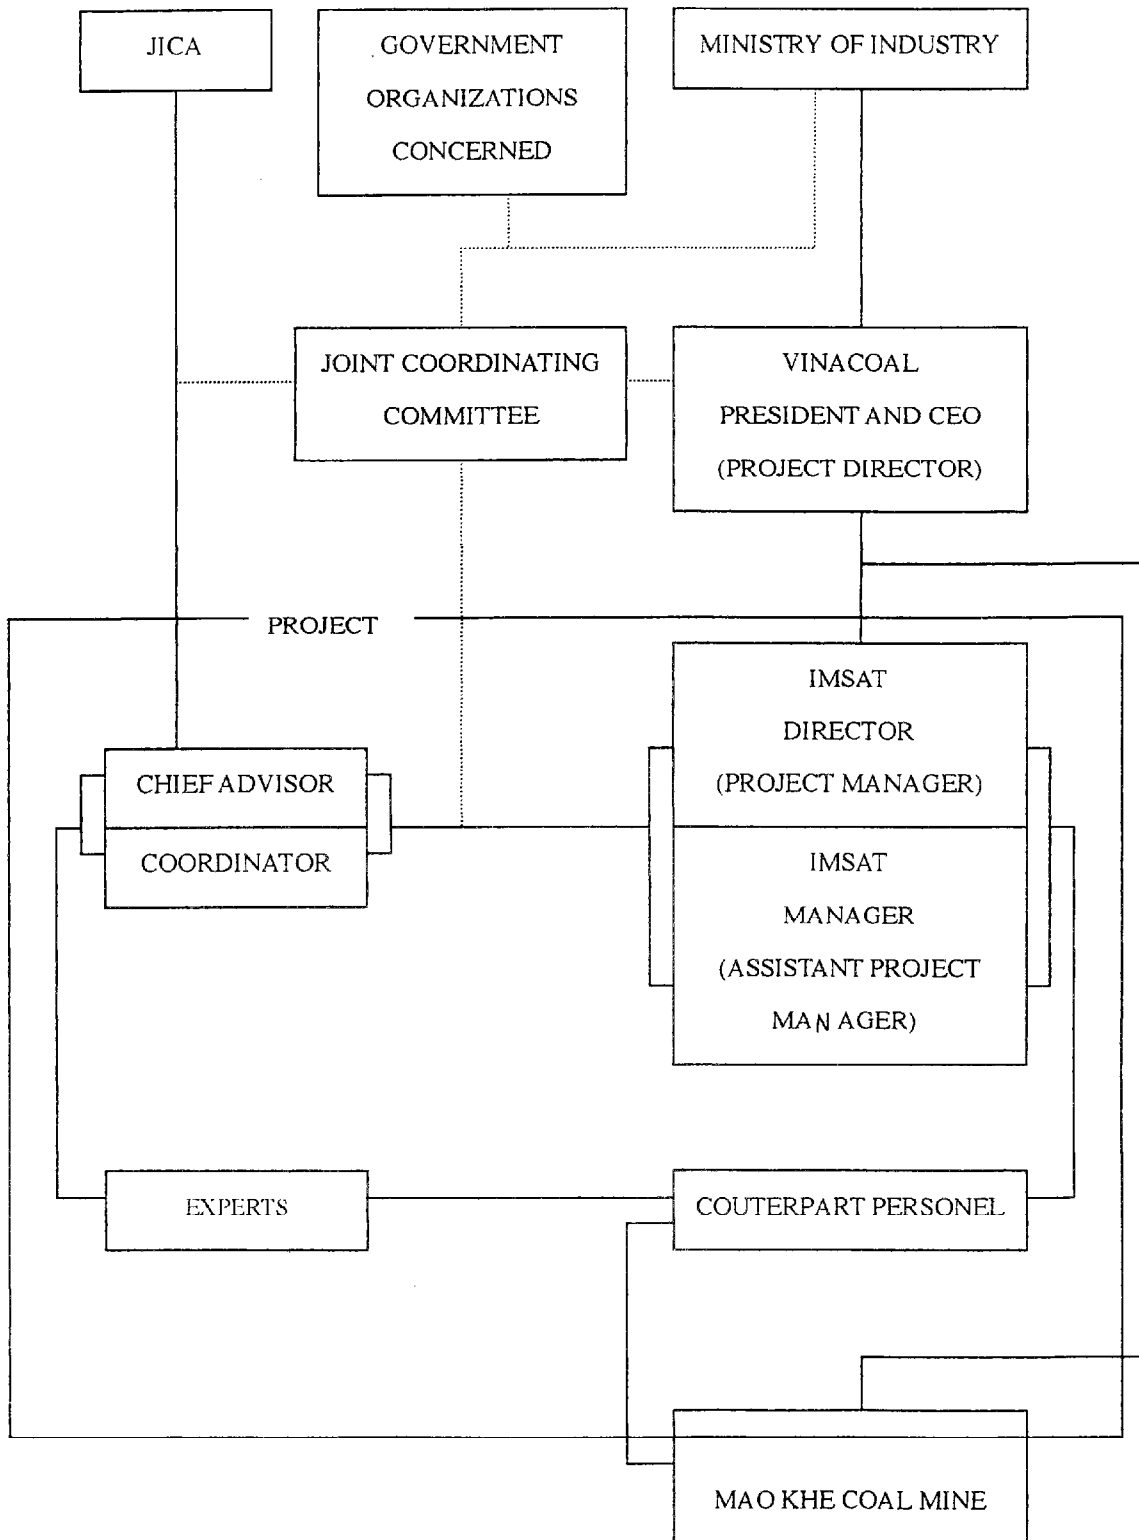 JICA
GOVERNMENT
ORGANIZATIONS
CONCERNED
MINISTRY OF INDUSTRY
JOINT COORDINATING
COMMITTEE
VINACOAL
PRESIDENT AND CEO
(PROJECT DIRECTOR)
PROJECT
IMSAT
DIRECTOR
(PROJECT MANAGER)
CHIEF ADVISOR
COORDINATOR
IMSAT
MANAGER
(ASSISTANT PROJECT
MANAGER)
EXPERTS
COUTERPART PERSONEL
MAO KHE COAL MINE